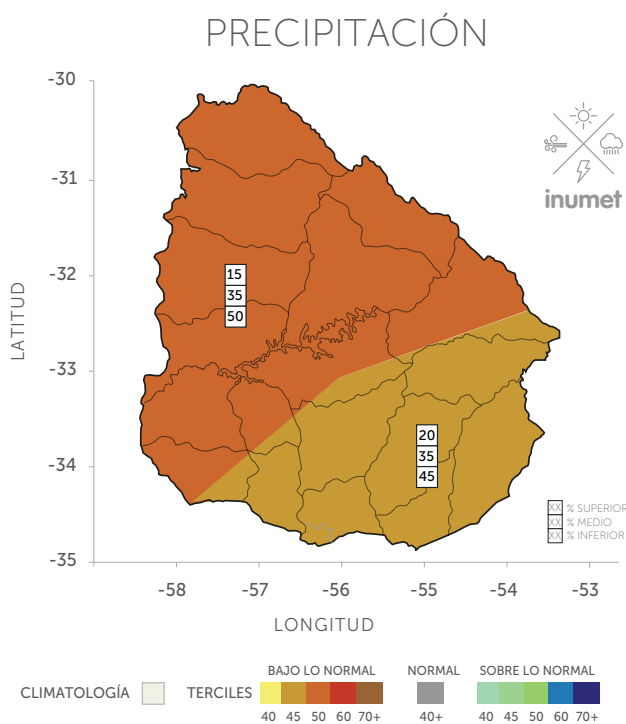 PRECIPITACIÓN
-30
-31
-32
-33
-34
-35
LATITUD
inumet
15
35
50
20
35
45
XX % SUPERIOR
XX % MEDIO
XX % INFERIOR
-58 -57 -56 -55 -54 -53
LONGITUD
BAJO LO NORMAL NORMAL SOBRE LO NORMAL
CLIMATOLOGÍA TERCILES
40 45 50 60 70+ 40+ 40 45 50 60 70+